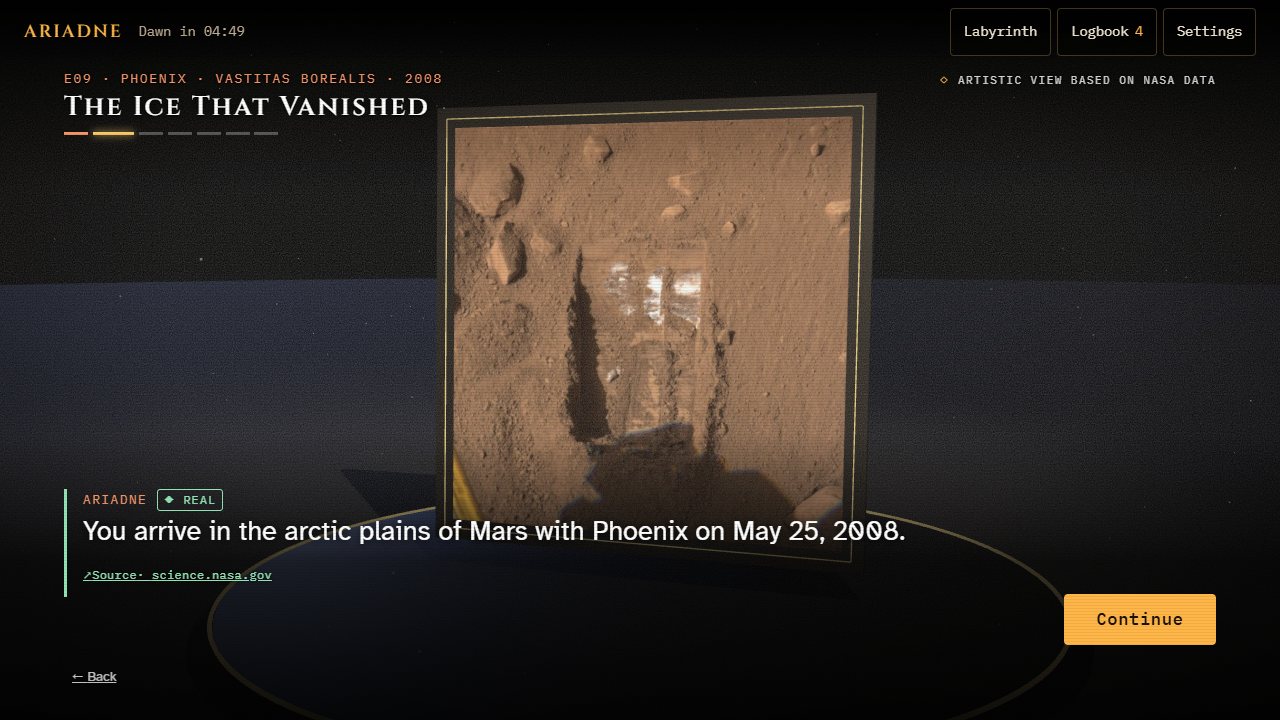 ARIADNE Dawn in 04:49 Labyrinth Logbook 4 Settings
E09 · PHOENIX · VASTITAS BOREALIS · 2008
◇ ARTISTIC VIEW BASED ON NASA DATA
The Ice That Vanished
ARIADNE ◆ REAL
You arrive in the arctic plains of Mars with Phoenix on May 25, 2008.
↗Source· science.nasa.gov
Continue
← Back